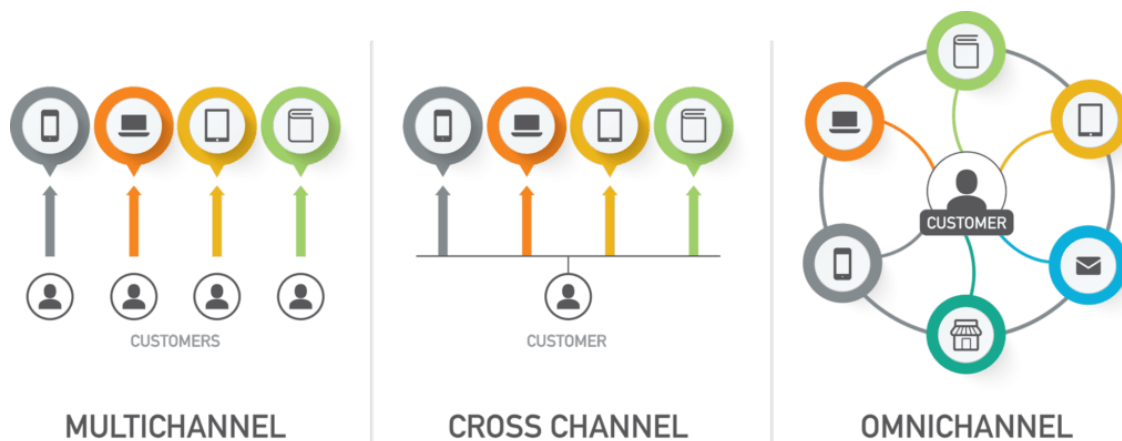 CUSTOMERS
MULTICHANNEL
CUSTOMER
CROSS CHANNEL
CUSTOMER
OMNICHANNEL